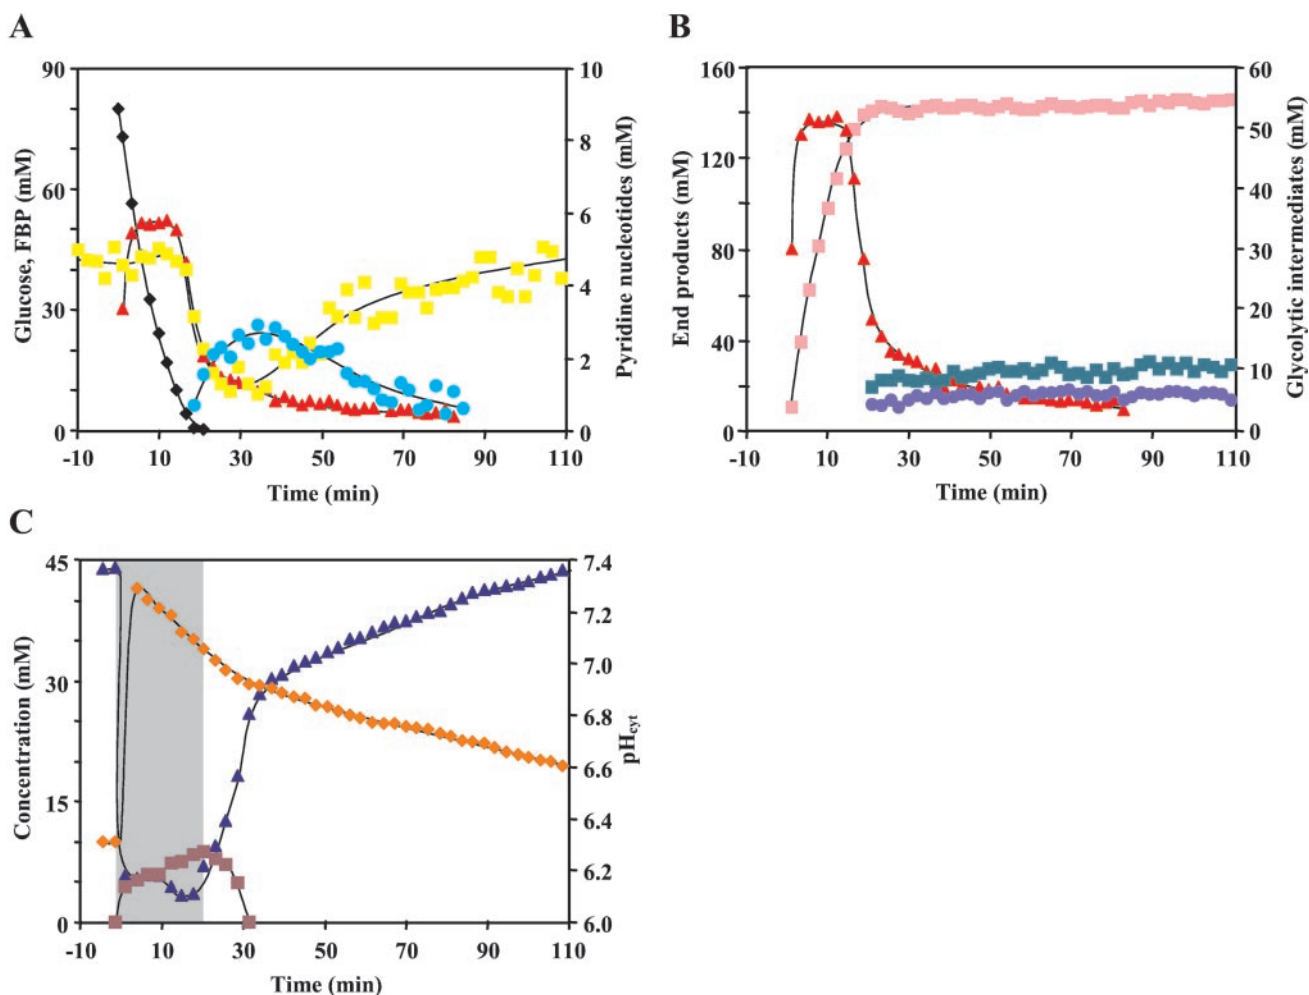 A
90
60
30
0
Glucose, FBP (mM)
10
8
6
4
2
0
Pyridine nucleotides (mM)
-10 10 30 50 70 90 110
Time (min)
B
160
120
80
40
0
End products (mM)
60
50
40
30
20
10
0
Glycolytic intermediates (mM)
-10 10 30 50 70 90 110
Time (min)
C
45
30
15
0
Concentration (mM)
7.4
7.2
7.0
6.8
6.6
6.4
6.2
6.0
pHcyt
-10 10 30 50 70 90 110
Time (min)